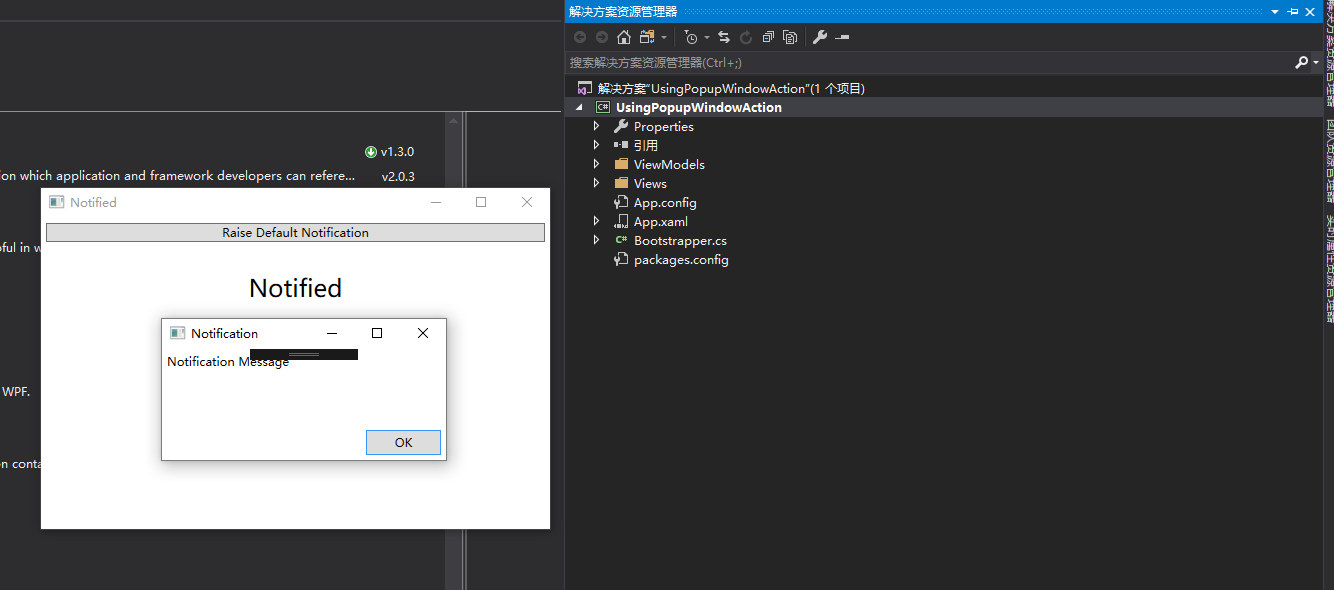 v1.3.0
ion which application and framework developers can refere...
v2.0.3
Notified
Raise Default Notification
pful in w
Notified
Notification
Notification Message
WPF.
OK
on conta
解决方案资源管理器
搜索解决方案资源管理器(Ctrl+;)
解决方案"UsingPopupWindowAction"(1 个项目)
C# UsingPopupWindowAction
Properties
引用
ViewModels
Views
App.config
App.xaml
C# Bootstrapper.cs
packages.config